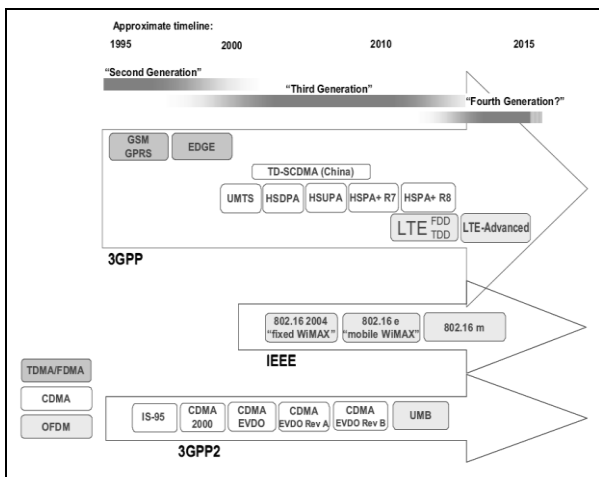 Approximate timeline:
1995 2000 2010 2015
“Second Generation”
“Third Generation”
“Fourth Generation?”
GSM
GPRS
EDGE
TD-SCDMA (China)
UMTS HSDPA HSUPA HSPA+ R7 HSPA+ R8
LTE FDD
TDD
LTE-Advanced
3GPP
802.16 2004
“fixed WiMAX”
802.16 e
“mobile WiMAX”
802.16 m
IEEE
TDMA/FDMA
CDMA
OFDM
IS-95
CDMA
2000
CDMA
EVDO
CDMA
EVDO Rev A
CDMA
EVDO Rev B
UMB
3GPP2